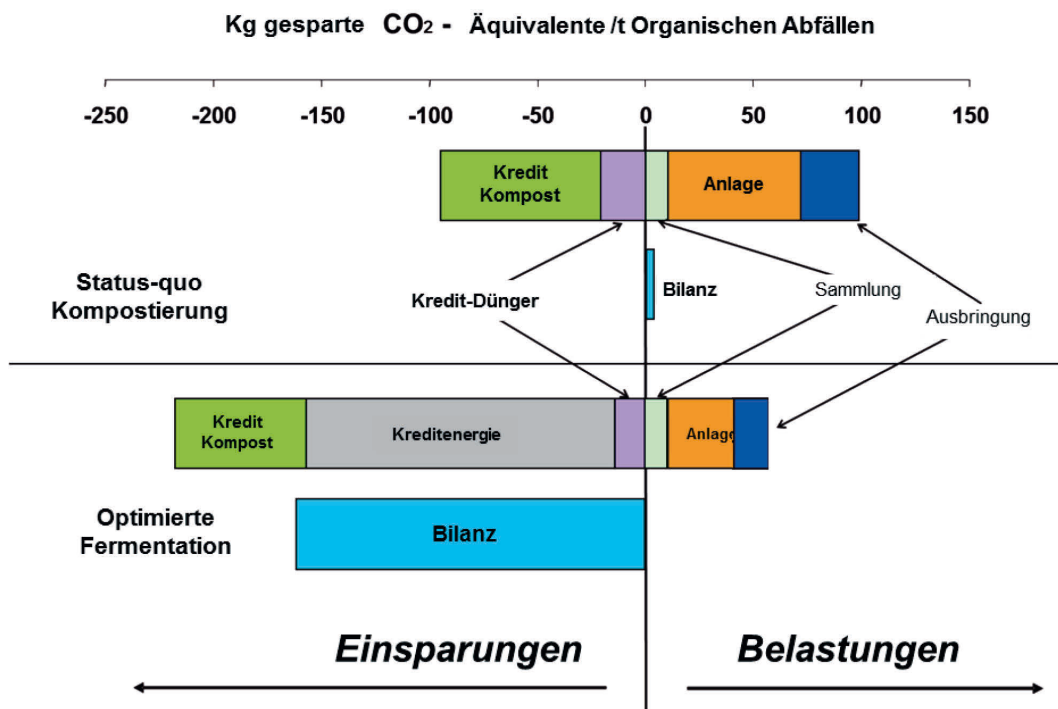 Kg gesparte CO₂ - Äquivalente /t Organischen Abfällen
-250 -200 -150 -100 -50 0 50 100 150
Kredit
Kompost
Anlage
Status-quo
Kompostierung
Kredit-Dünger
Bilanz
Sammlung
Ausbringung
Kredit
Kompost
Kreditenergie
Anlage
Optimierte
Fermentation
Bilanz
Einsparungen
Belastungen